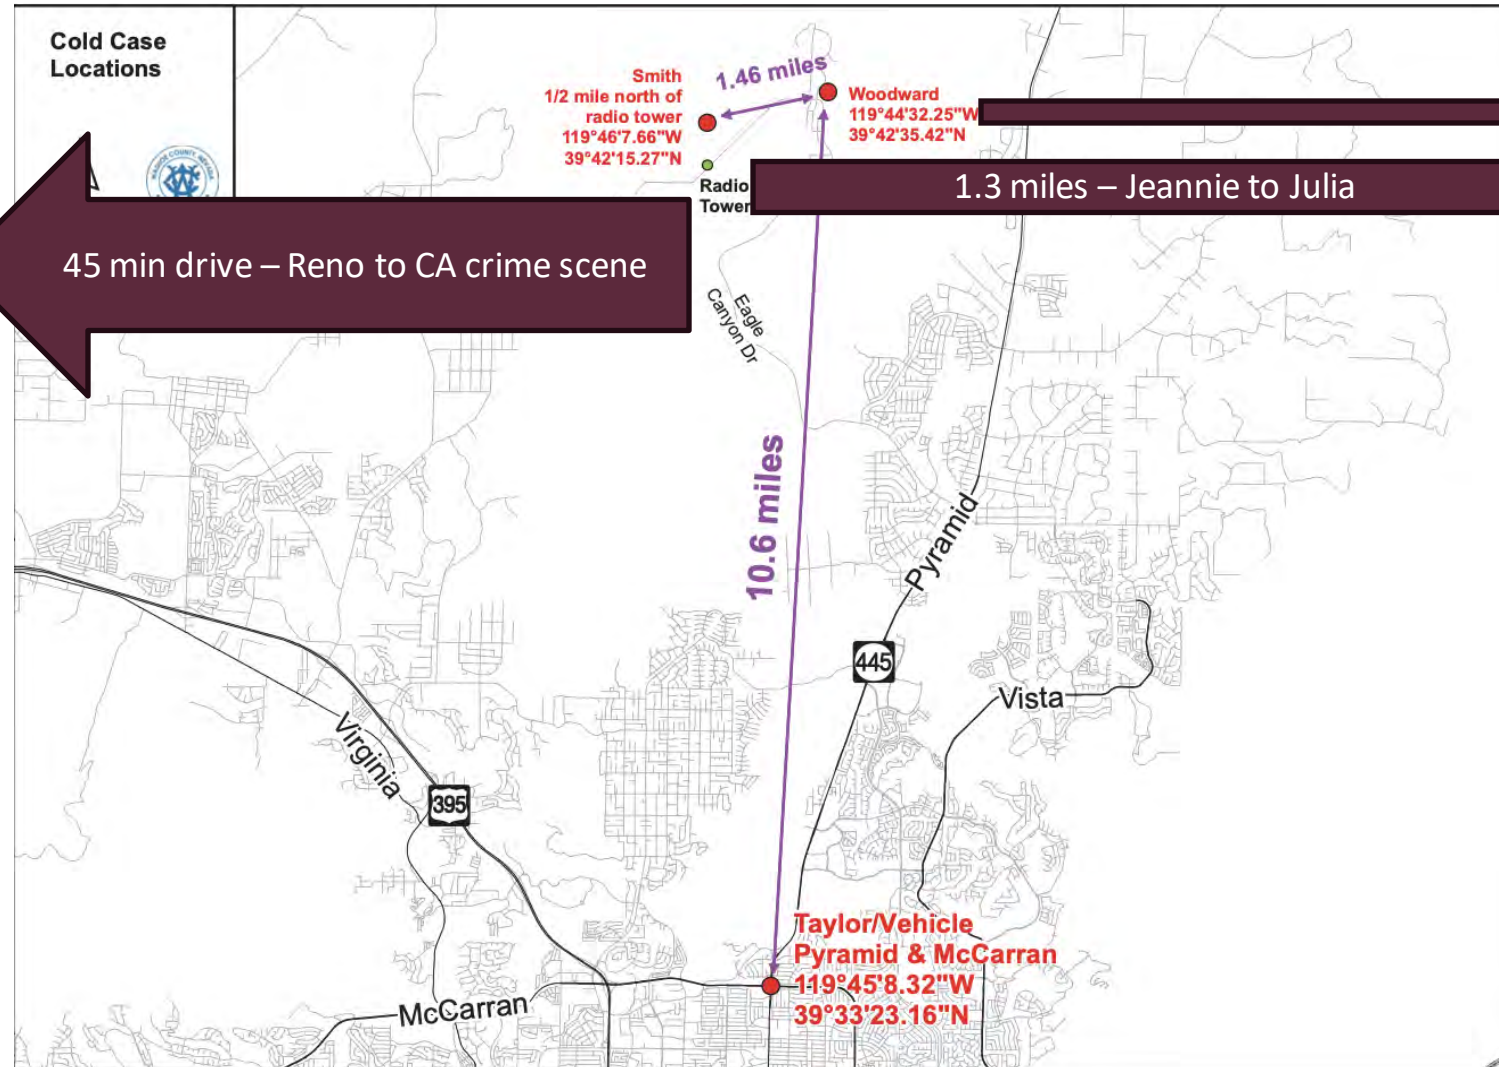 Cold Case
Locations
WASHOE COUNTY, NEVADA
Smith
1/2 mile north of
radio tower
119°46'7.66"W
39°42'15.27"N
1.46 miles
Woodward
119°44'32.25"W
39°42'35.42"N
Radio
Tower
1.3 miles – Jeannie to Julia
45 min drive – Reno to CA crime scene
Eagle
Canyon Dr
10.6 miles
Pyramid
445
Vista
Virginia
395
Taylor/Vehicle
Pyramid & McCarran
119°45'8.32"W
39°33'23.16"N
McCarran